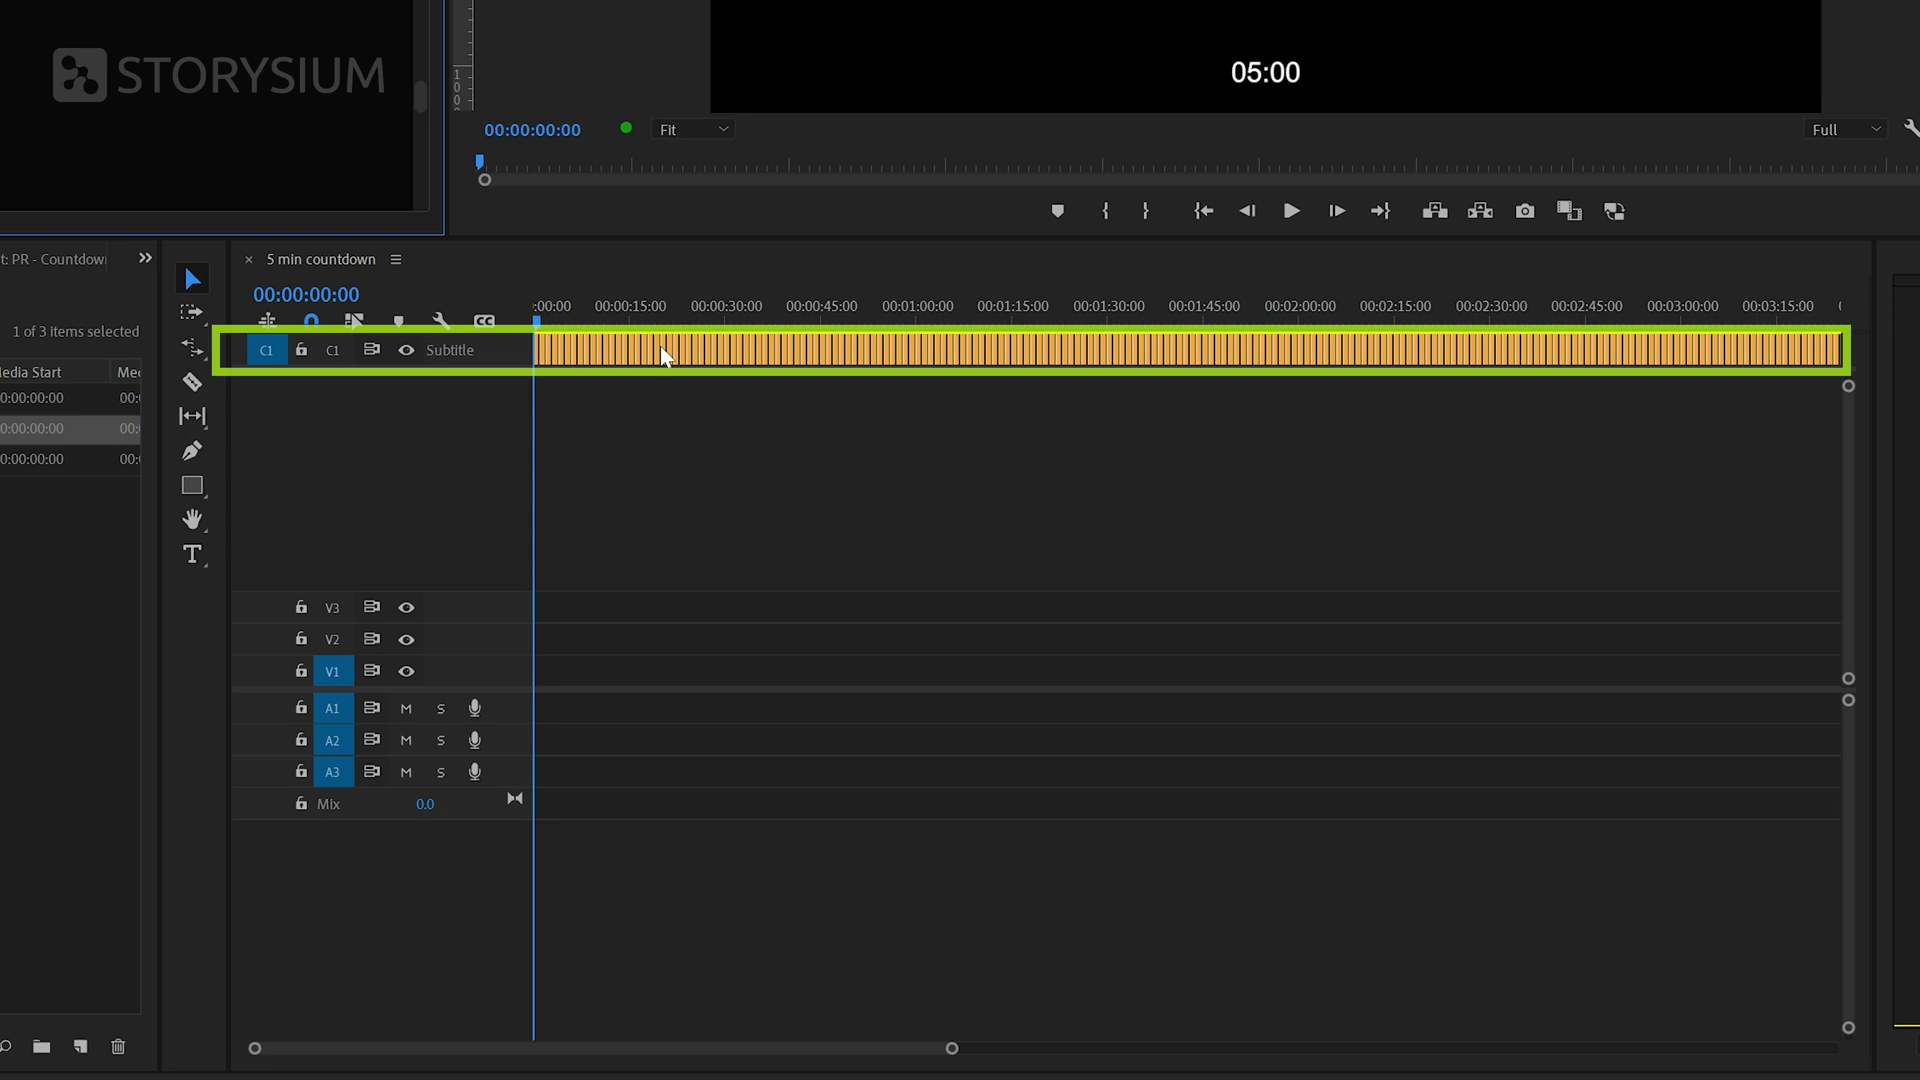 STORYSIUM
05:00
00:00:00:00
Fit
Full
t: PR - Countdow
5 min countdown
00:00:00:00
:00:00 00:00:15:00 00:00:30:00 00:00:45:00 00:01:00:00 00:01:15:00 00:01:30:00 00:01:45:00 00:02:00:00 00:02:15:00 00:02:30:00 00:02:45:00 00:03:00:00 00:03:15:00
1 of 3 items selected
C1 C1 Subtitle
edia Start Me
0:00:00:00 00:
0:00:00:00 00:
0:00:00:00 00:
V3
V2
V1
A1 M S
A2 M S
A3 M S
Mix 0.0